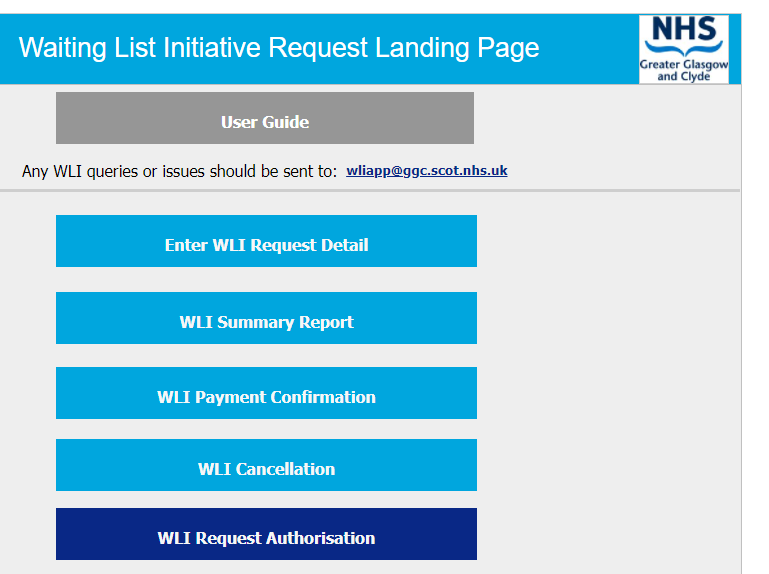 Waiting List Initiative Request Landing Page
NHS
Greater Glasgow
and Clyde
User Guide
Any WLI queries or issues should be sent to: wliapp@ggc.scot.nhs.uk
Enter WLI Request Detail
WLI Summary Report
WLI Payment Confirmation
WLI Cancellation
WLI Request Authorisation